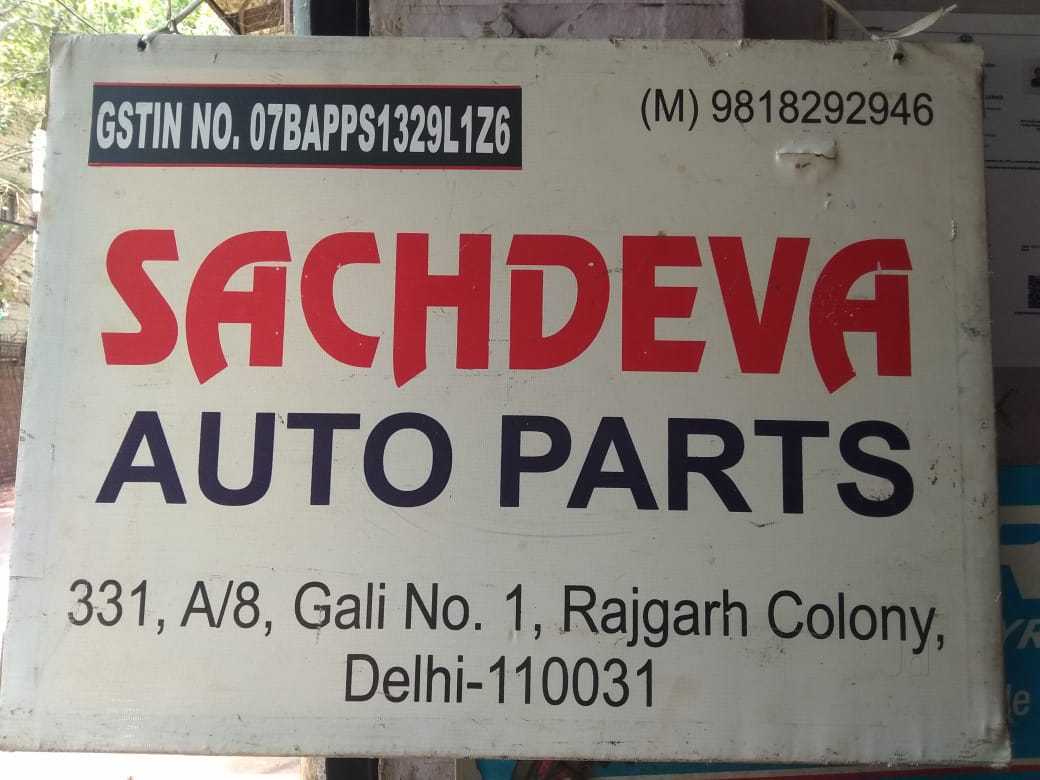 GSTIN NO. 07BAPPS1329L1Z6
(M) 9818292946
SACHDEVA
AUTO PARTS
331, A/8, Gali No. 1, Rajgarh Colony,
Delhi-110031